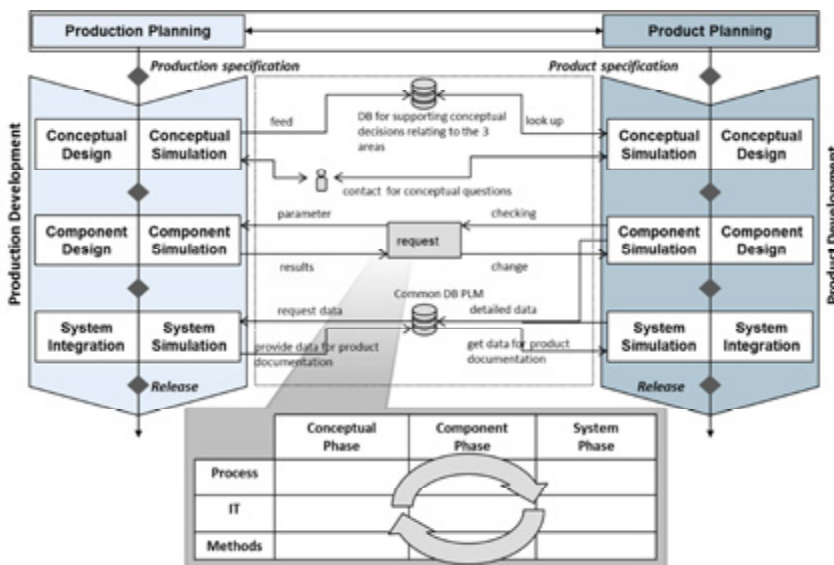 Production Planning
Product Planning
Production specification
Product specification
Production Development
Product Development
Conceptual
Design
Conceptual
Simulation
feed
DB for supporting conceptual
decisions relating to the 3
areas
look up
Conceptual
Simulation
Conceptual
Design
contact for conceptual questions
Component
Design
Component
Simulation
parameter
checking
request
results
change
Component
Simulation
Component
Design
Common DB PLM
System
Integration
System
Simulation
request data
detailed data
provide data for product
documentation
get data for product
documentation
System
Simulation
System
Integration
Release
Release
Conceptual
Phase
Component
Phase
System
Phase
Process
IT
Methods